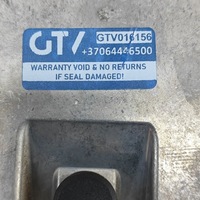 GTV GTV016156
+37064446500
WARRANTY VOID & NO RETURNS
IF SEAL DAMAGED!